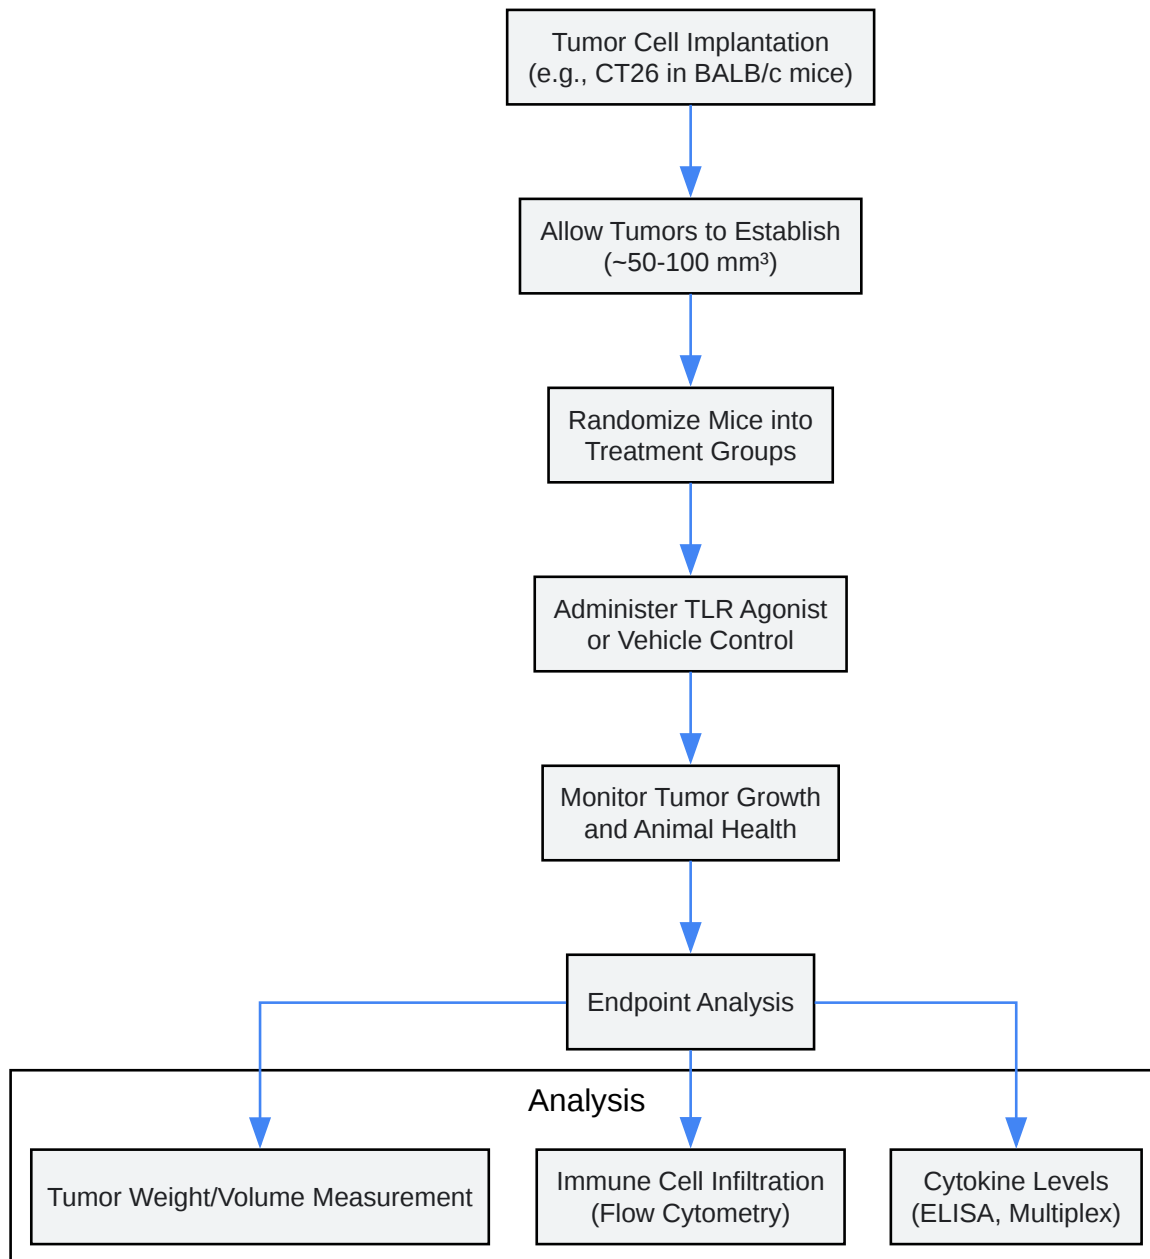 Tumor Cell Implantation
(e.g., CT26 in BALB/c mice)
Allow Tumors to Establish
(~50-100 mm³)
Randomize Mice into
Treatment Groups
Administer TLR Agonist
or Vehicle Control
Monitor Tumor Growth
and Animal Health
Endpoint Analysis
Analysis
Tumor Weight/Volume Measurement
Immune Cell Infiltration
(Flow Cytometry)
Cytokine Levels
(ELISA, Multiplex)